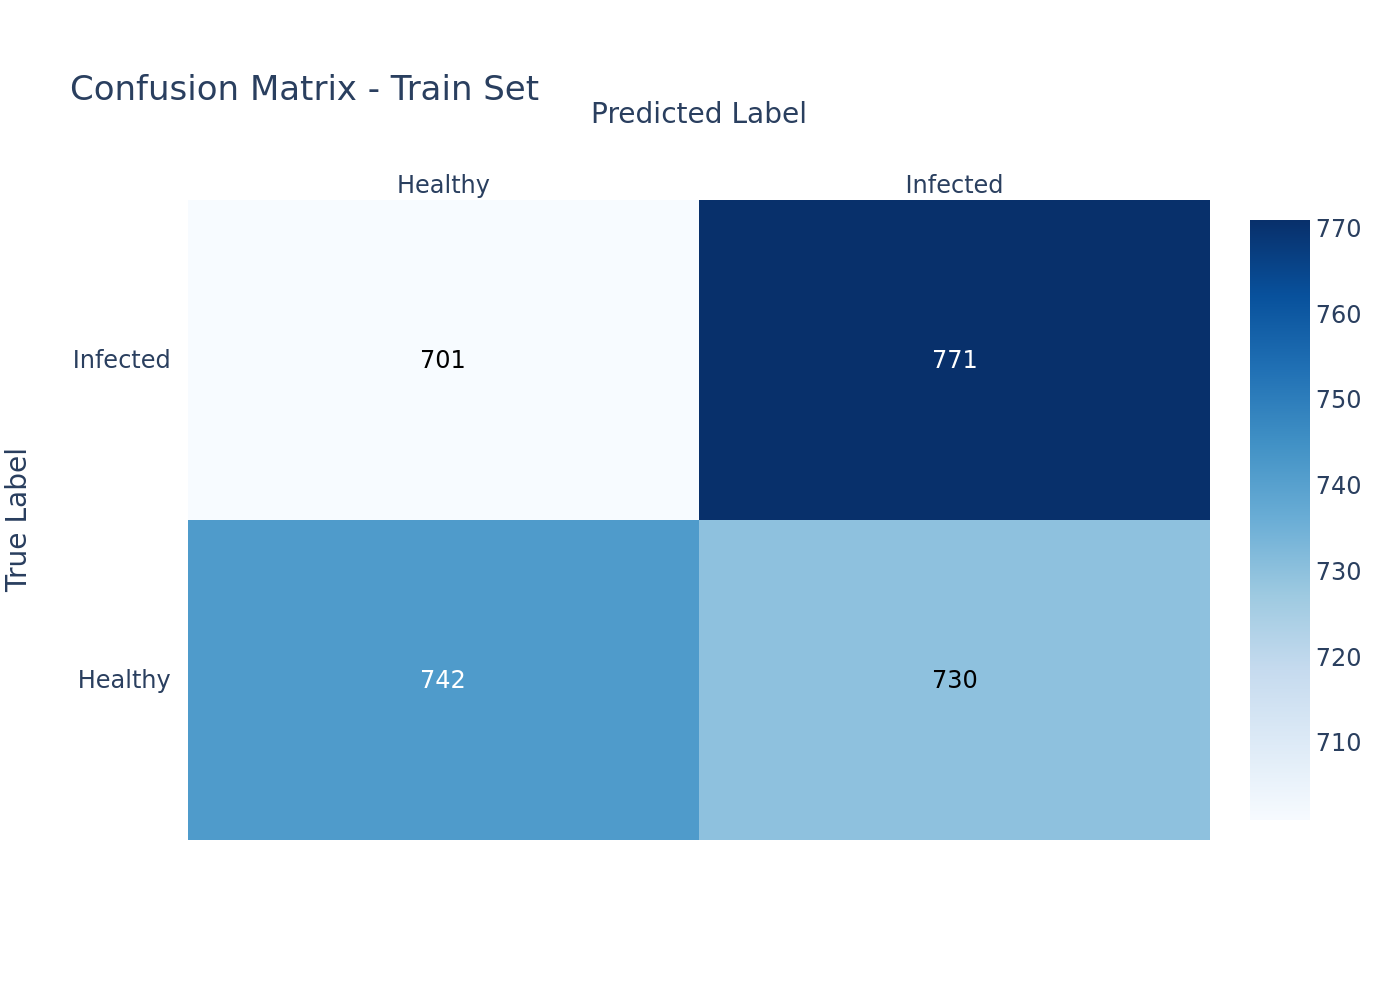 Confusion Matrix - Train Set
Predicted Label
Healthy Infected
770
760
Infected 701 771
750
740
True Label
730
720
Healthy 742 730
710